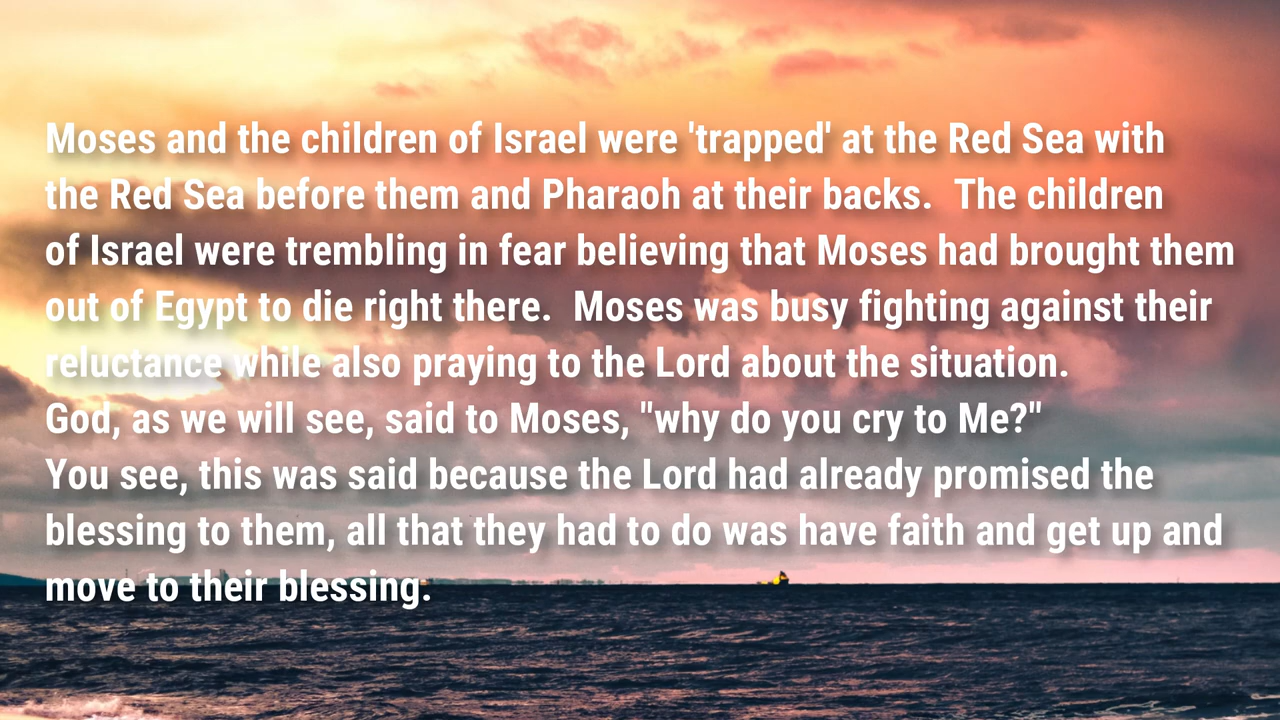 Moses and the children of Israel were 'trapped' at the Red Sea with
the Red Sea before them and Pharaoh at their backs.  The children
of Israel were trembling in fear believing that Moses had brought them
out of Egypt to die right there.  Moses was busy fighting against their
reluctance while also praying to the Lord about the situation.
God, as we will see, said to Moses, "why do you cry to Me?"
You see, this was said because the Lord had already promised the
blessing to them, all that they had to do was have faith and get up and
move to their blessing.